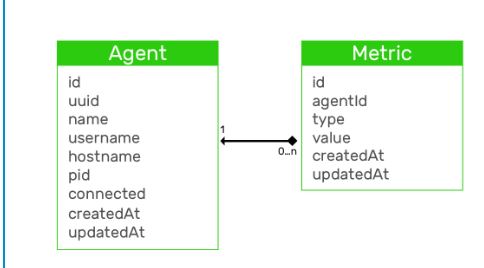 Agent
id
uuid
name
username
hostname
pid
connected
createdAt
updatedAt
1
0...n
Metric
id
agentId
type
value
createdAt
updatedAt